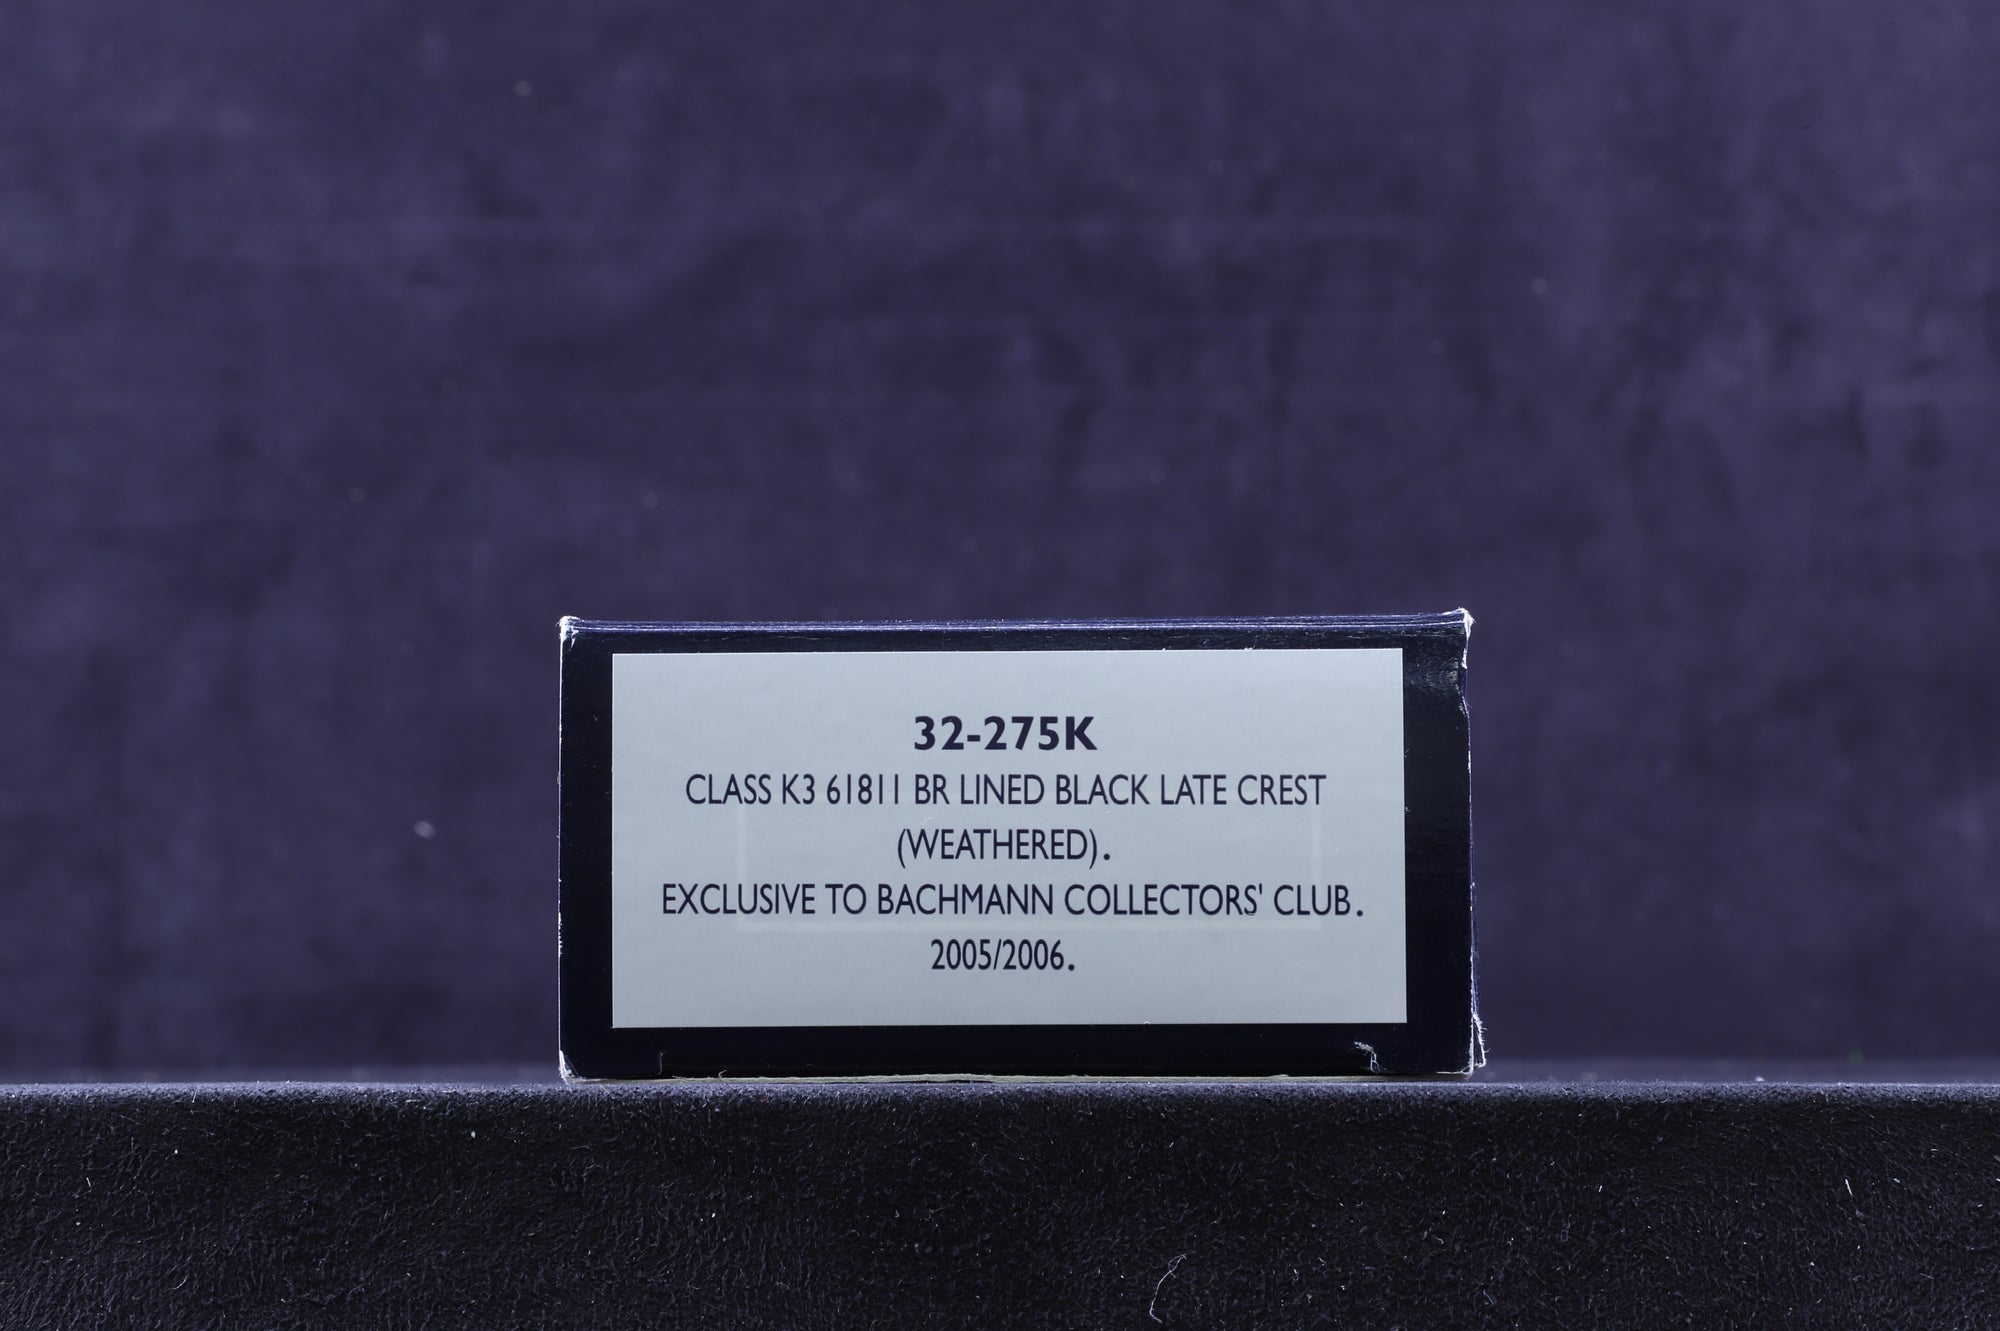 32-275K
CLASS K3 61811 BR LINED BLACK LATE CREST
(WEATHERED).
EXCLUSIVE TO BACHMANN COLLECTORS' CLUB.
2005/2006.